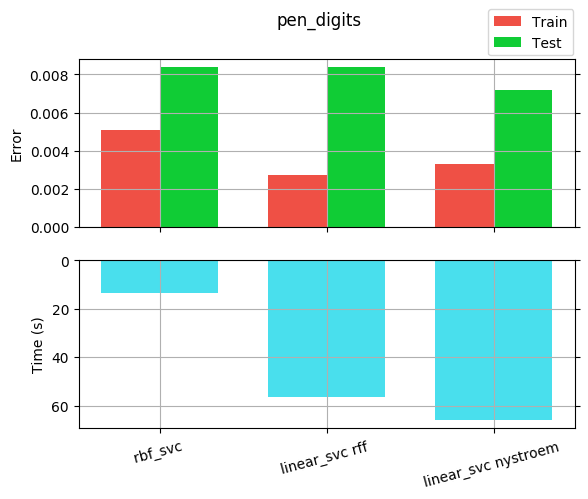 pen_digits
Train
Test
0.008
0.006
0.004
0.002
0.000
Error
0
20
40
60
Time (s)
rbf_svc
linear_svc rff
linear_svc nystroem